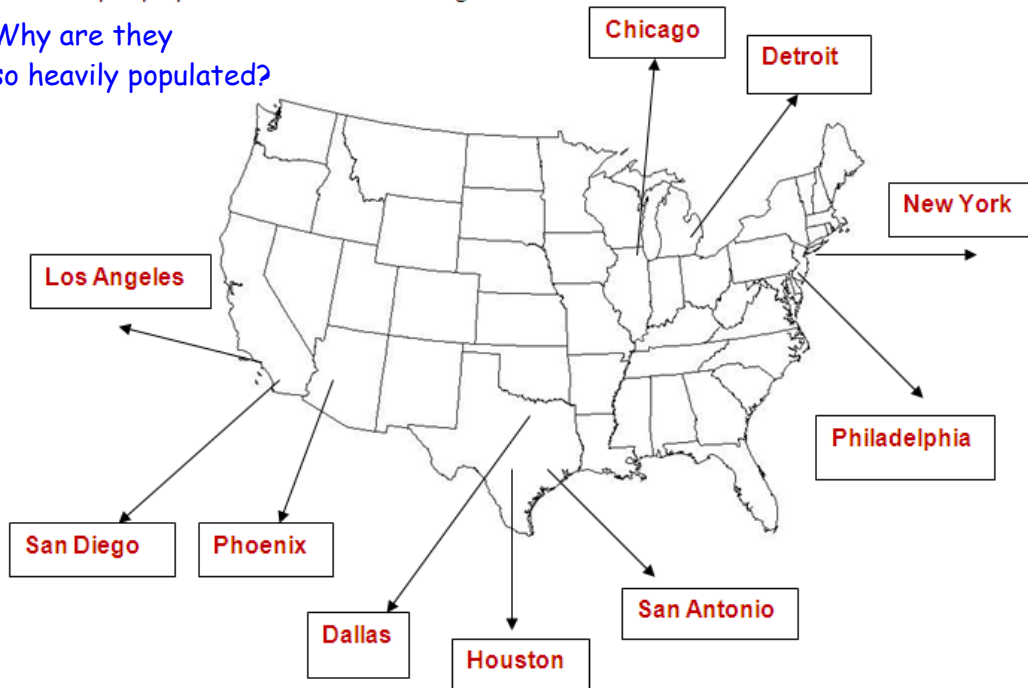 Why are they
so heavily populated?
Chicago
Detroit
New York
Los Angeles
Philadelphia
San Diego
Phoenix
San Antonio
Dallas
Houston